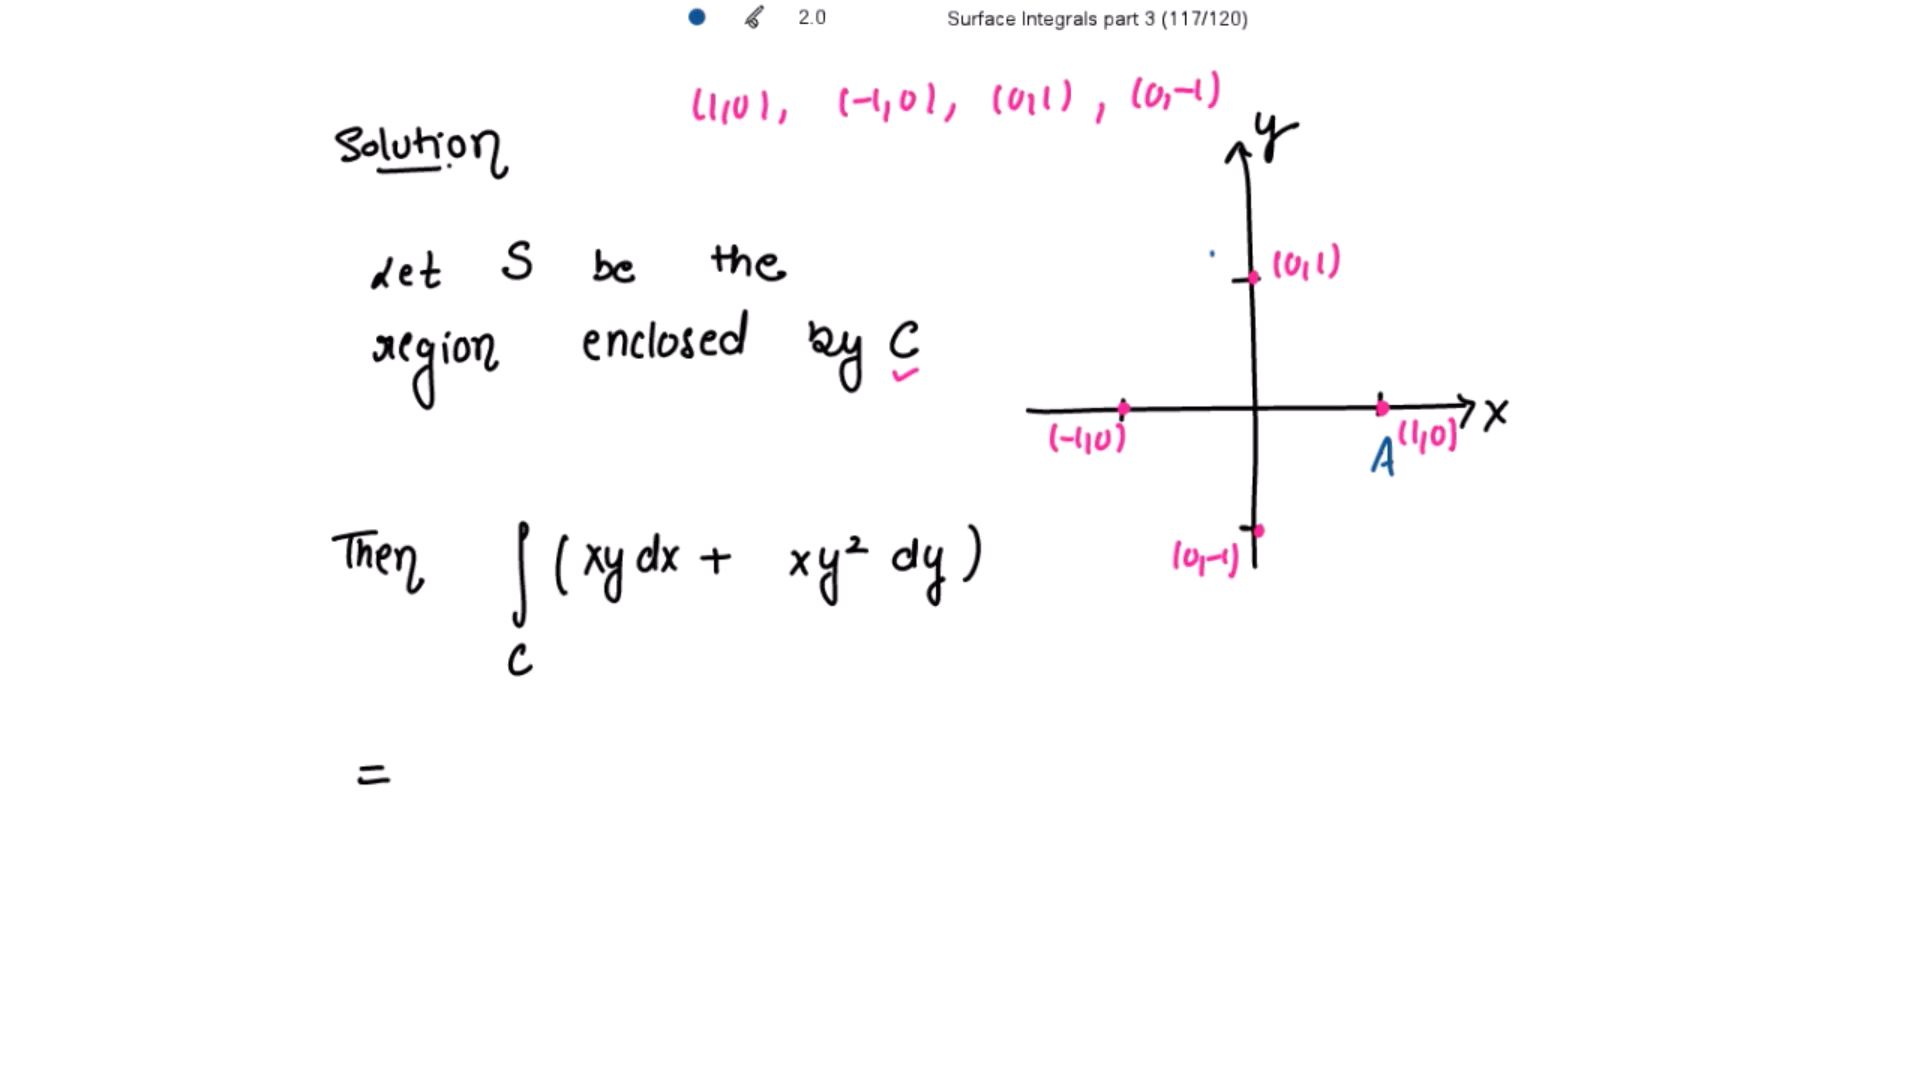 2.0 Surface Integrals part 3 (117/120)
(1,0), (-1,0), (0,1), (0,-1)
Solution
Let S be the
region enclosed by C
Then ∫ (xy dx + xy² dy)
C
=
y
(0,1)
x
(-1,0)
(1,0)
A
(0,-1)